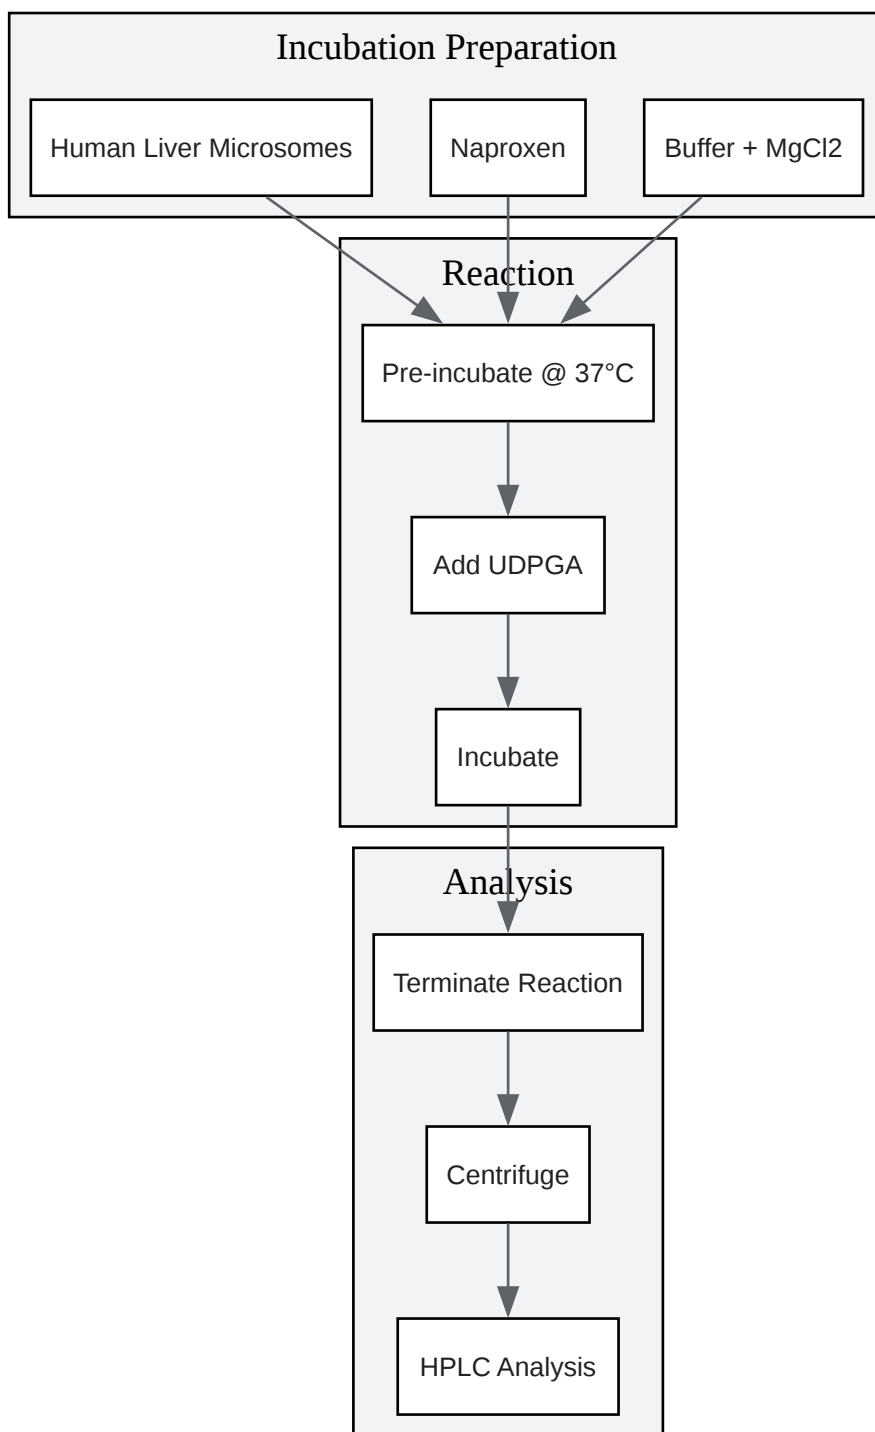 Incubation Preparation
Human Liver Microsomes
Naproxen
Buffer + MgCl2
Reaction
Pre-incubate @ 37°C
Add UDPGA
Incubate
Analysis
Terminate Reaction
Centrifuge
HPLC Analysis